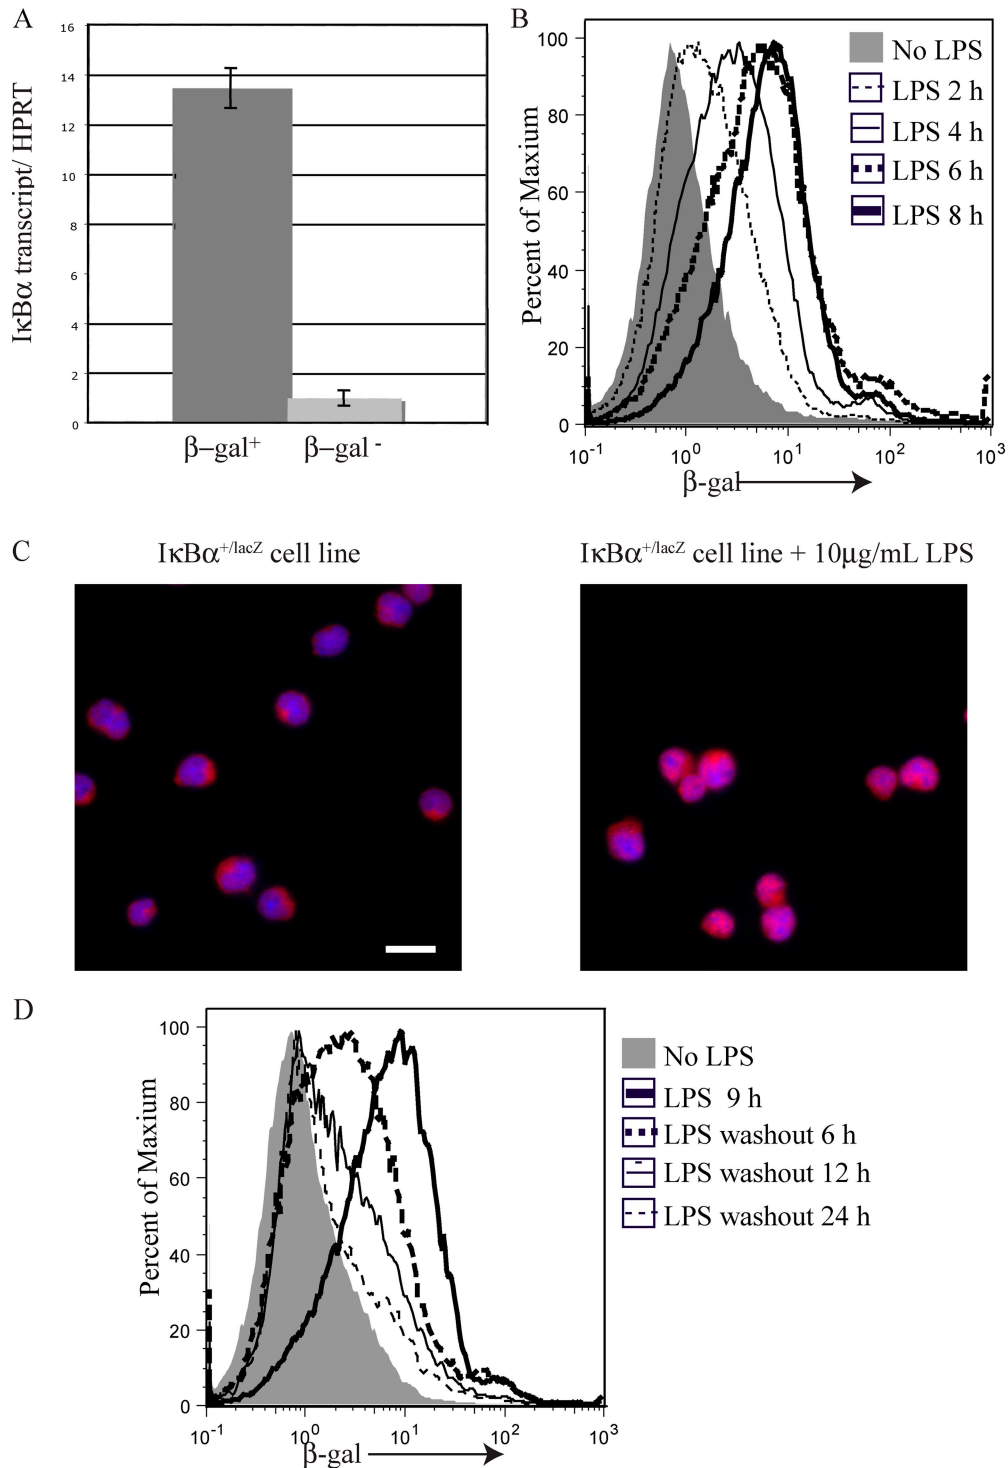 A
IκBα transcript/ HPRT
16
14
12
10
8
6
4
2
0
β–gal+
β–gal -
B
Percent of Maxium
100
80
60
40
20
0
10-1
100
101
102
103
β-gal
No LPS
LPS 2 h
LPS 4 h
LPS 6 h
LPS 8 h
C
IκBα+/lacZ cell line
IκBα+/lacZ cell line + 10μg/mL LPS
D
Percent of Maxium
100
80
60
40
20
0
10-1
100
101
102
103
β-gal
No LPS
LPS 9 h
LPS washout 6 h
LPS washout 12 h
LPS washout 24 h